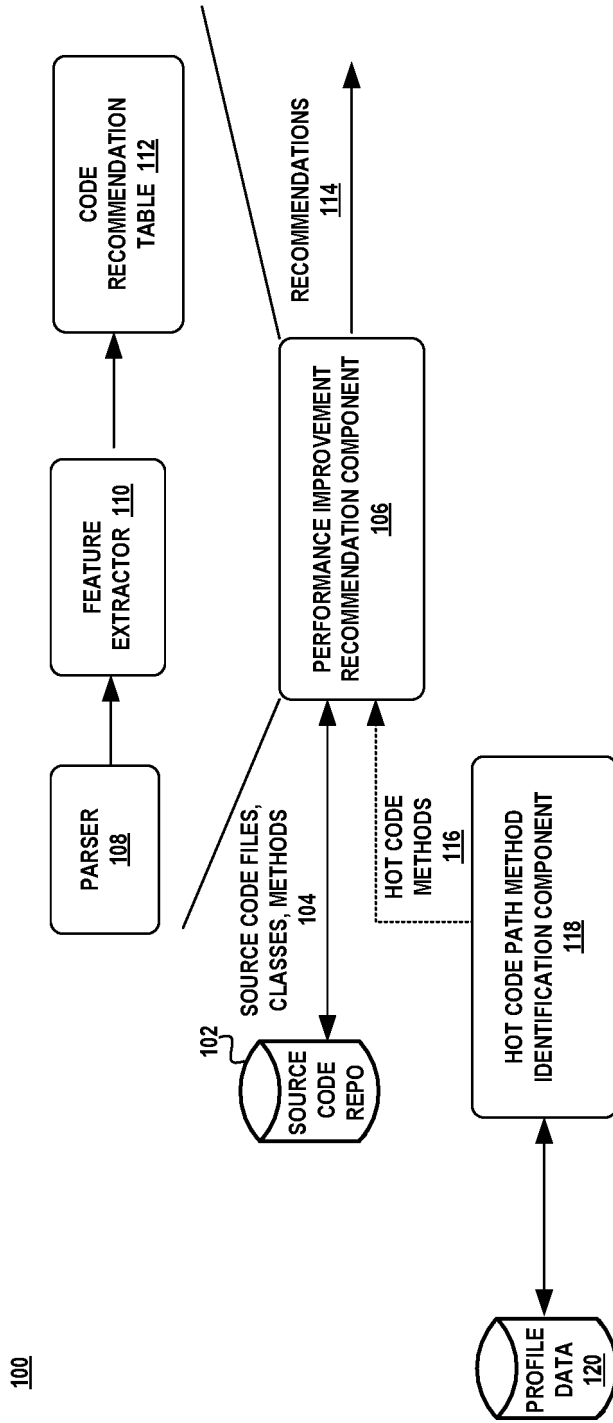 100
PARSER
108
FEATURE
EXTRACTOR 110
CODE
RECOMMENDATION
TABLE 112
102
SOURCE
CODE
REPO
SOURCE CODE FILES,
CLASSES, METHODS
104
PERFORMANCE IMPROVEMENT
RECOMMENDATION COMPONENT
106
RECOMMENDATIONS
114
HOT CODE
METHODS
116
PROFILE
DATA
120
HOT CODE PATH METHOD
IDENTIFICATION COMPONENT
118